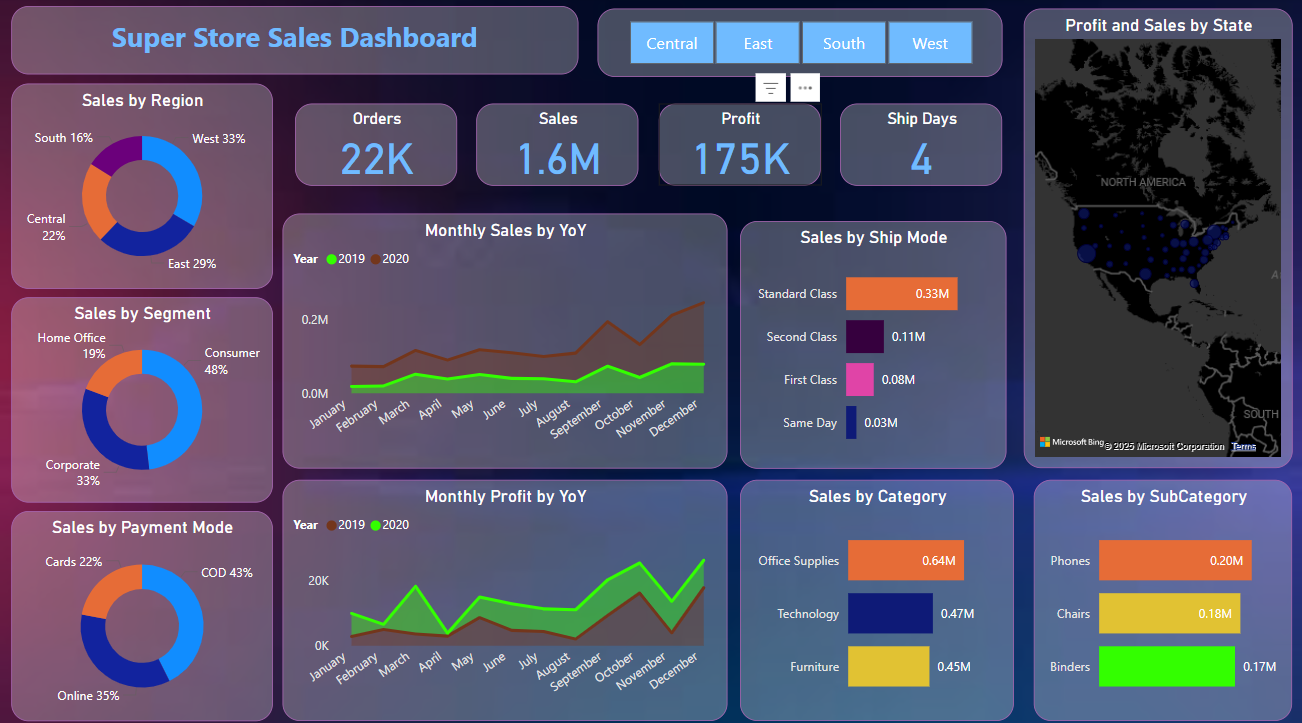 Super Store Sales Dashboard
Central
East
South
West
Profit and Sales by State
NORTH AMERICA
SOUTH
Microsoft Bing
© 2025 Microsoft Corporation Terms
Sales by Region
South 16%
West 33%
Central
22%
East 29%
Orders
22K
Sales
1.6M
Profit
175K
Ship Days
4
Monthly Sales by YoY
Year 2019 2020
0.2M
0.0M
January
February
March
April
May
June
July
August
September
October
November
December
Sales by Ship Mode
Standard Class 0.33M
Second Class 0.11M
First Class 0.08M
Same Day 0.03M
Sales by Segment
Home Office
19%
Consumer
48%
Corporate
33%
Sales by Payment Mode
Cards 22%
COD 43%
Online 35%
Monthly Profit by YoY
Year 2019 2020
20K
0K
January
February
March
April
May
June
July
August
September
October
November
December
Sales by Category
Office Supplies 0.64M
Technology 0.47M
Furniture 0.45M
Sales by SubCategory
Phones 0.20M
Chairs 0.18M
Binders 0.17M